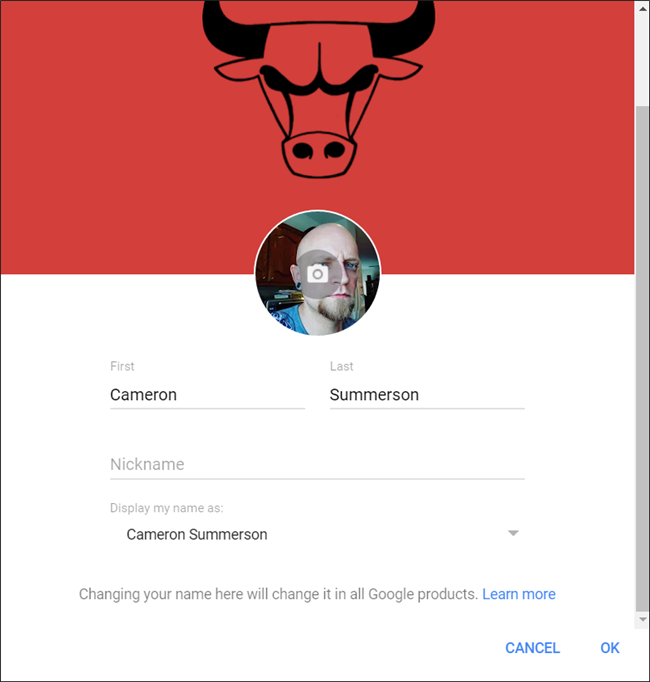 First Last
Cameron Summerson
Nickname
Display my name as:
Cameron Summerson
Changing your name here will change it in all Google products. Learn more
CANCEL OK